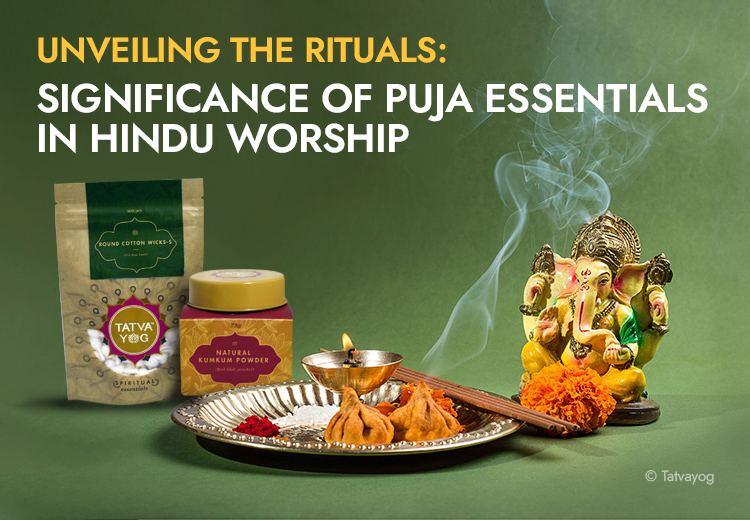 UNVEILING THE RITUALS:
SIGNIFICANCE OF PUJA ESSENTIALS
IN HINDU WORSHIP
ROUND COTTON WICKS-S
TATVA
YOG
SPIRITUAL
essentials
NATURAL
KUMKUM POWDER
© Tatvayog